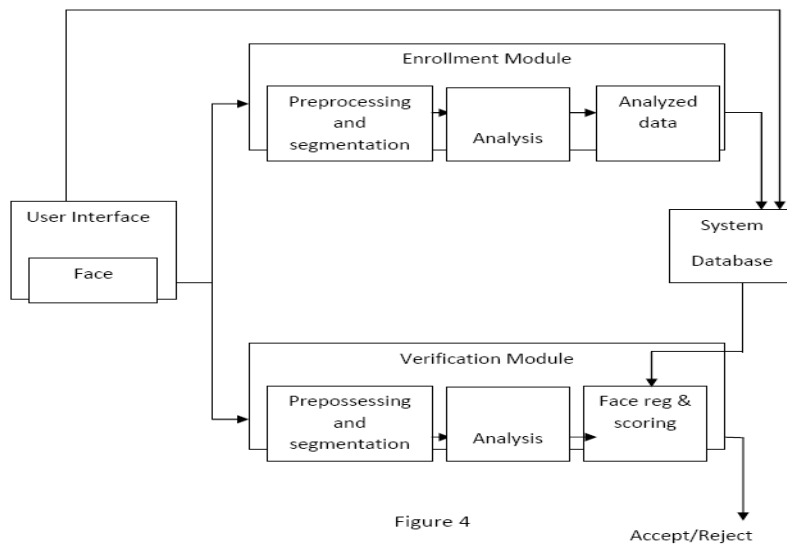 Enrollment Module
Preprocessing
and
segmentation
Analysis
Analyzed
data
User Interface
Face
System
Database
Verification Module
Prepossessing
and
segmentation
Analysis
Face reg &
scoring
Figure 4
Accept/Reject